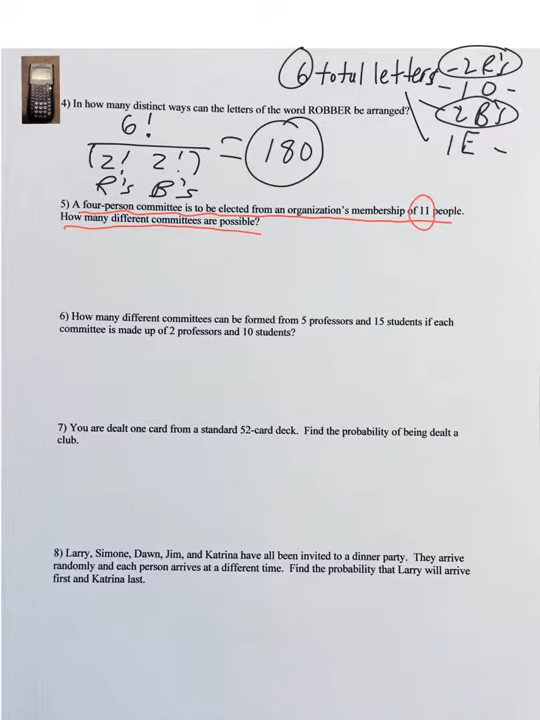 6 total letters - 2 R's
- 1 O -
2 B's
1 E -
4) In how many distinct ways can the letters of the word ROBBER be arranged?
6!
(2! 2!) = 180
R's B's
5) A four-person committee is to be elected from an organization's membership of 11 people.
How many different committees are possible?
6) How many different committees can be formed from 5 professors and 15 students if each
committee is made up of 2 professors and 10 students?
7) You are dealt one card from a standard 52-card deck. Find the probability of being dealt a
club.
8) Larry, Simone, Dawn, Jim, and Katrina have all been invited to a dinner party. They arrive
randomly and each person arrives at a different time. Find the probability that Larry will arrive
first and Katrina last.